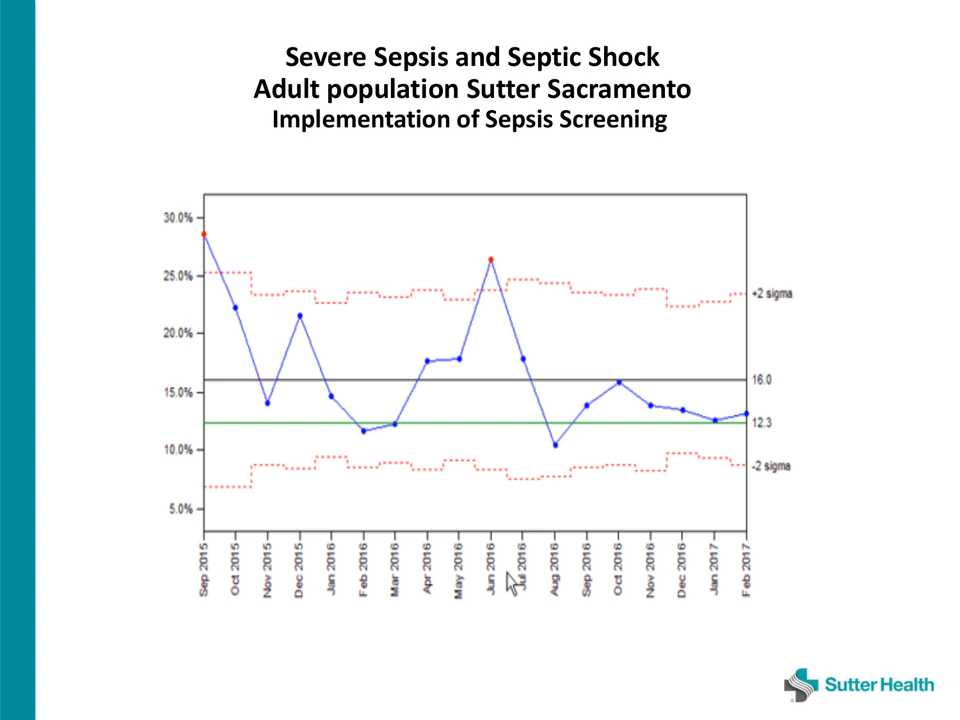 Severe Sepsis and Septic Shock
Adult population Sutter Sacramento
Implementation of Sepsis Screening
30.0%
25.0%
20.0%
15.0%
10.0%
5.0%
+2 sigma
16.0
12.3
-2 sigma
Sep 2015
Oct 2015
Nov 2015
Dec 2015
Jan 2016
Feb 2016
Mar 2016
Apr 2016
May 2016
Jun 2016
Jul 2016
Aug 2016
Sep 2016
Oct 2016
Nov 2016
Dec 2016
Jan 2017
Feb 2017
Sutter Health